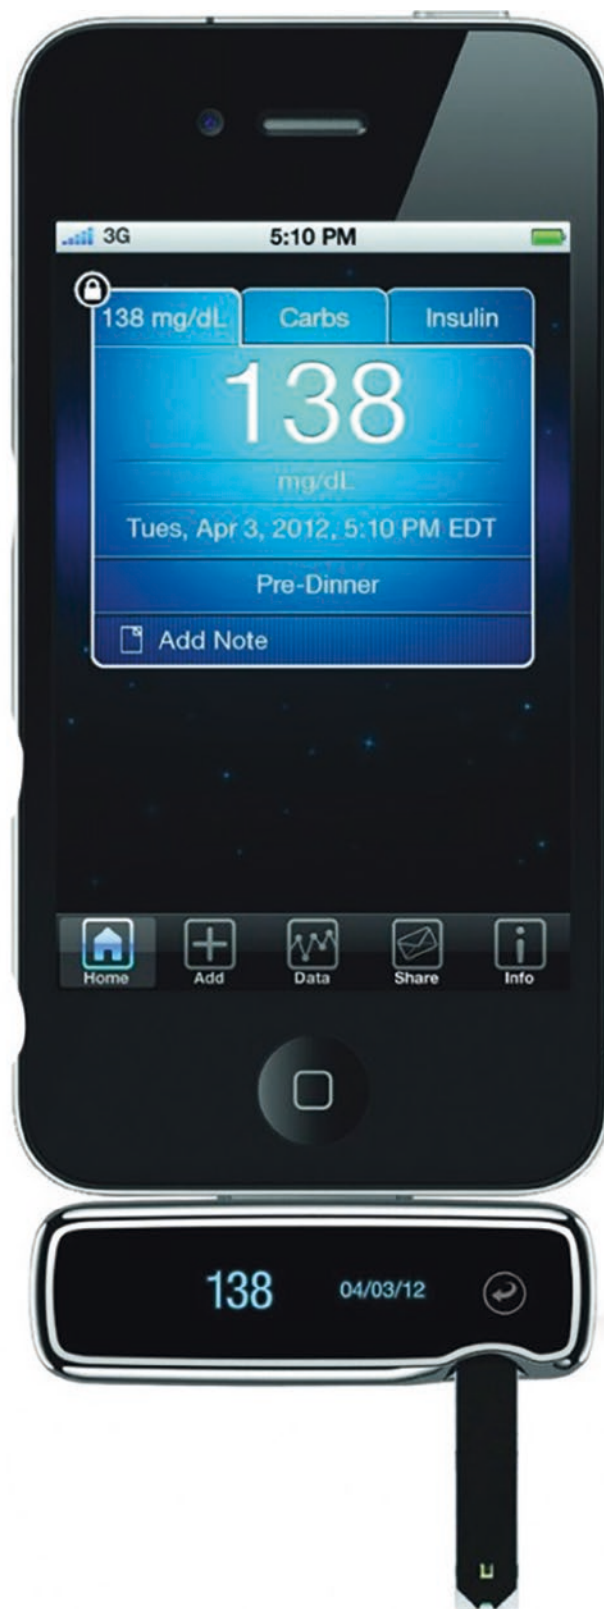 3G 5:10 PM
138 mg/dL Carbs Insulin
138
mg/dL
Tues, Apr 3, 2012, 5:10 PM EDT
Pre-Dinner
Add Note
Home Add Data Share Info
138 04/03/12